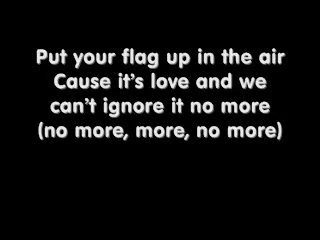 Put your flag up in the air
Cause it’s love and we
can’t ignore it no more
(no more, more, no more)